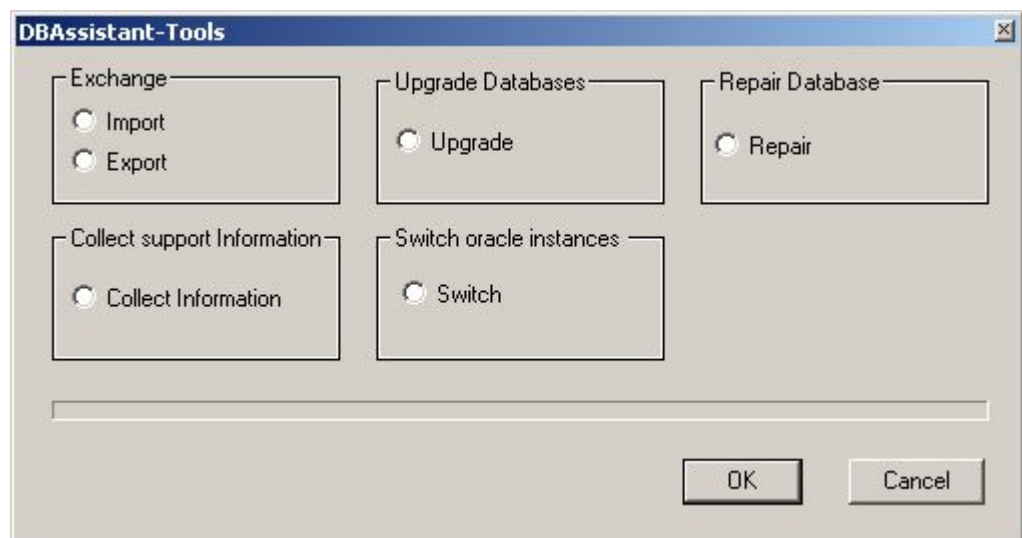 DBAssistant-Tools
Exchange
Import
Export
Upgrade Databases
Upgrade
Repair Database
Repair
Collect support Information
Collect Information
Switch oracle instances
Switch
OK
Cancel